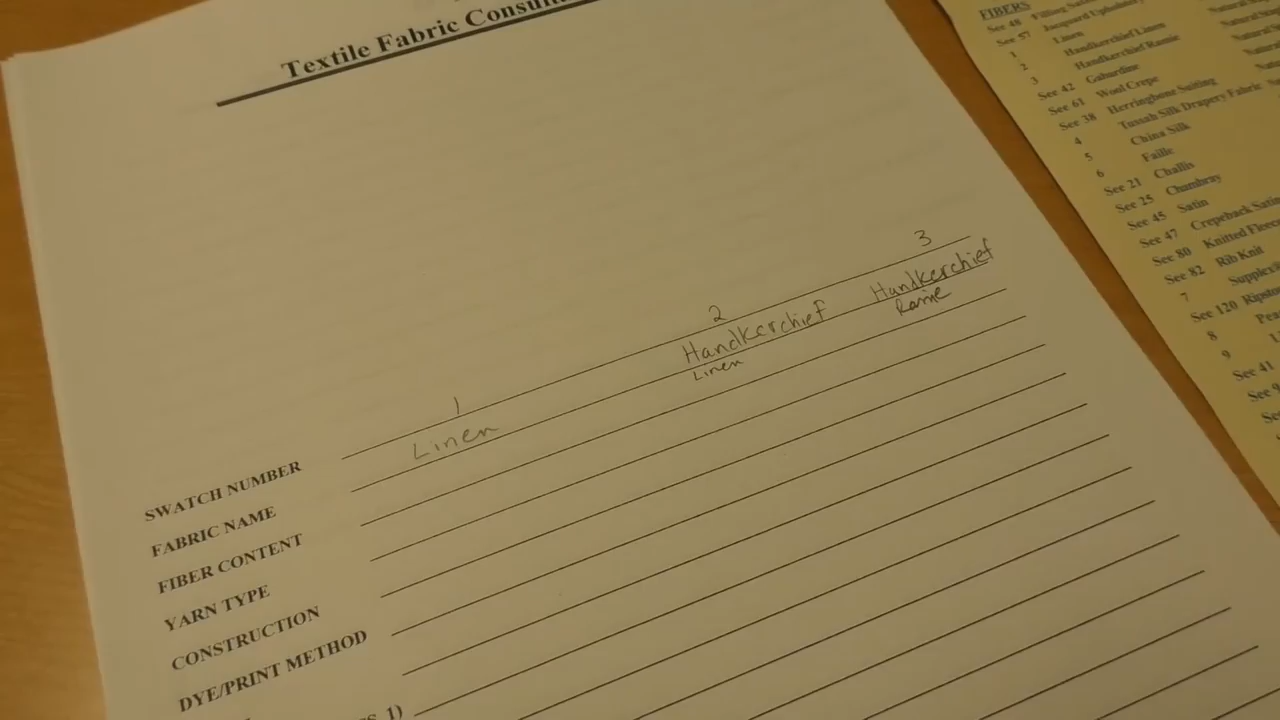 Textile Fabric
3
2
Handkerchief
Ramie
Handkerchief
Linen
1
Linen
SWATCH NUMBER
FABRIC NAME
FIBER CONTENT
YARN TYPE
CONSTRUCTION
DYE/PRINT METHOD
FIBERS
See 48 Filling
See 57 Jacquard Upholstery
1 Linen
2 Handkerchief Linen
3 Handkerchief Ramie
See 42 Gabardine
See 61 Wool Crepe
See 38 Herringbone Suiting
4 Tussah Silk Drapery Fabric
5 China Silk
6 Faille
See 21 Challis
See 25 Chambray
See 45 Satin
See 47 Crepeback
See 80 Knitted
See 82 Rib Knit
7
See 120
8
9
See 41
See